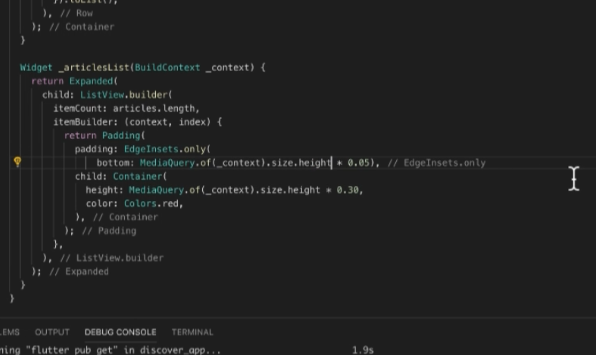 ).toList(),
), // Row
); // Container
}
Widget _articlesList(BuildContext _context) {
return Expanded(
child: ListView.builder(
itemCount: articles.length,
itemBuilder: (context, index) {
return Padding(
padding: EdgeInsets.only(
bottom: MediaQuery.of(_context).size.height * 0.05), // EdgeInsets.only
child: Container(
height: MediaQuery.of(_context).size.height * 0.30,
color: Colors.red,
), // Container
); // Padding
},
), // ListView.builder
); // Expanded
}
}
LEMS OUTPUT DEBUG CONSOLE TERMINAL
ning "flutter pub get" in discover_app... 1.9s